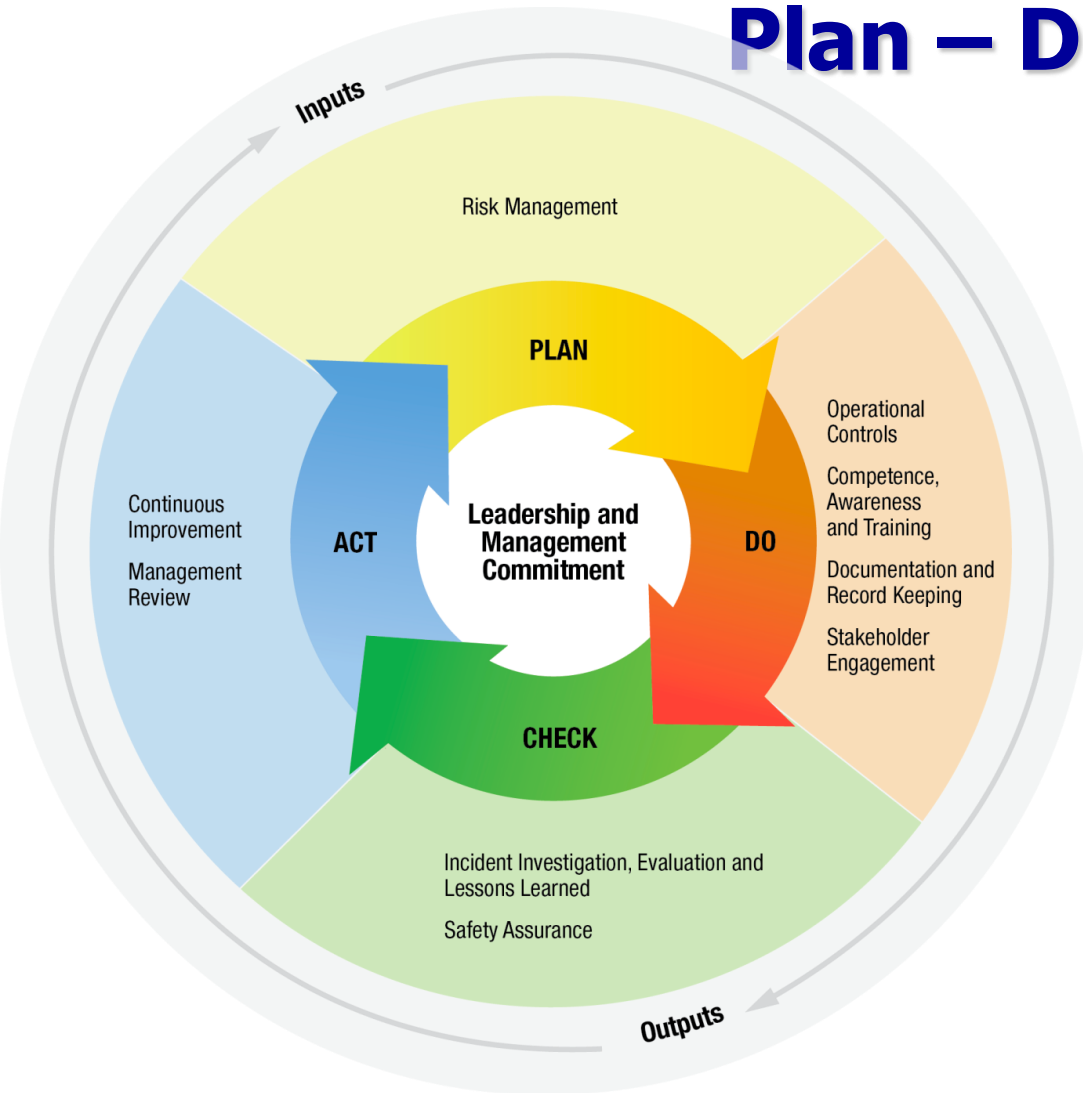 Plan – D
Inputs
Risk Management
PLAN
Operational
Controls
Competence,
Awareness
and Training
Documentation and
Record Keeping
Stakeholder
Engagement
DO
Leadership and
Management
Commitment
ACT
Continuous
Improvement
Management
Review
CHECK
Incident Investigation, Evaluation and
Lessons Learned
Safety Assurance
Outputs